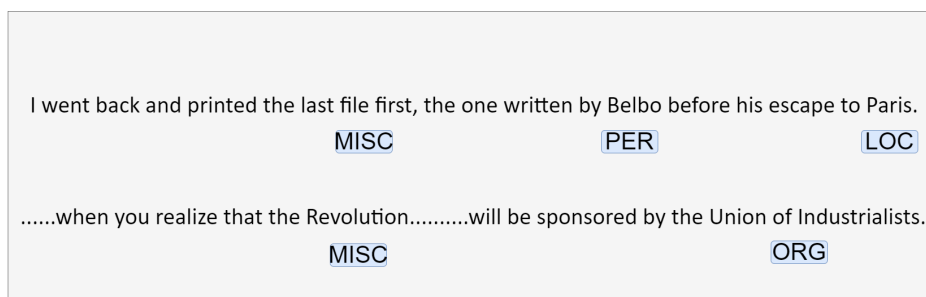 I went back and printed the last file first, the one written by Belbo before his escape to Paris.
MISC PER LOC
......when you realize that the Revolution..........will be sponsored by the Union of Industrialists.
MISC ORG